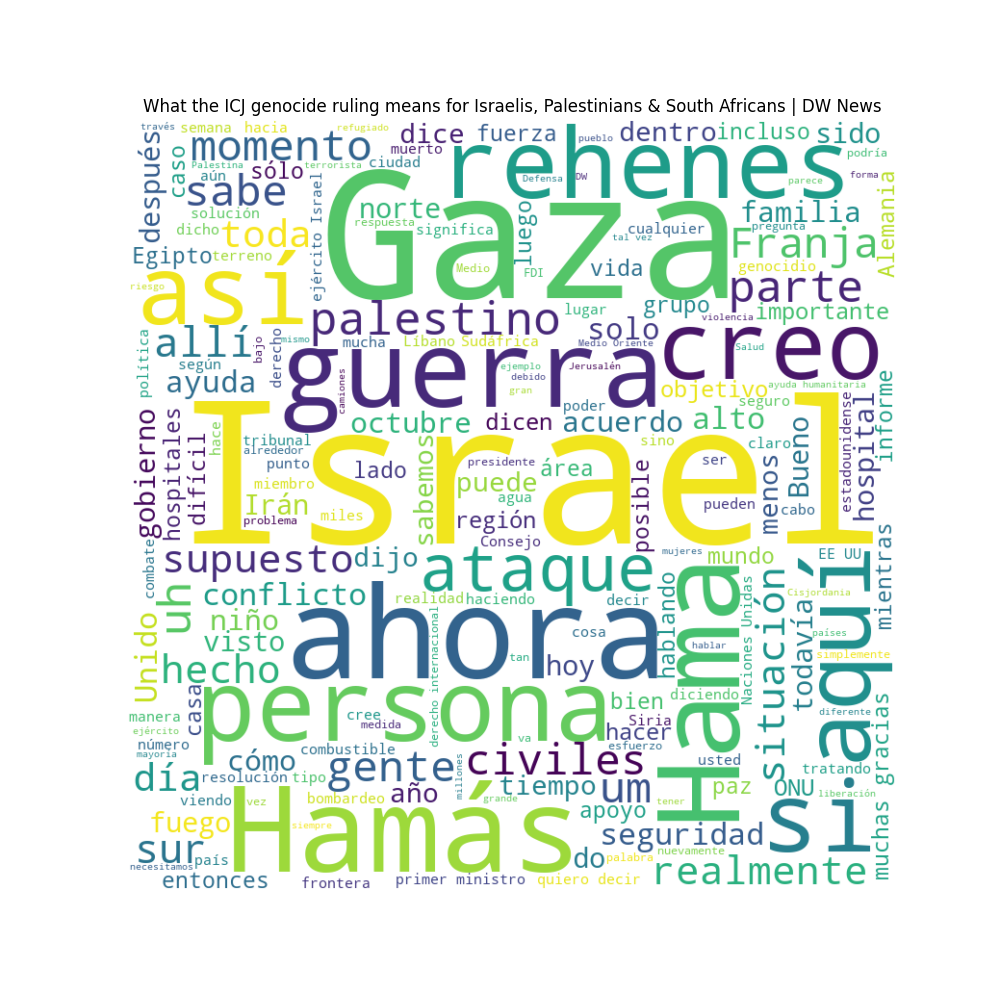 What the ICJ genocide ruling means for Israelis, Palestinians & South Africans | DW News
través
semana
hacia
refugiado
dice
fuerza
pueblo
dentro
incluso
sido
momento
muerto
rehenes
podría
después
caso
Palestina
aún
sólo
ciudad
terrorista
Defensa
DW
parece
forma
sabe
ejército Israel
Gaza
solución
norte
respuesta
significa
luego
cualquier
tal vez
familia
pregunta
Alemania
dicho
toda
Egipto
terreno
Medio
FDI
vida
Franja
genocidio
riesgo
así
lugar
grupo
parte
violencia
importante
palestino
solo
creo
política
allí
según
bajo
mismo
derecho
mucha
Líbano
Sudáfrica
Medio Oriente
Salud
ayuda
camiones
guerra
ejemplo
debido
gran
Jerusalén
objetivo
ayuda humanitaria
seguro
estadounidense
informe
gobierno
hospitales
difícil
hace
Israel
octubre
dicen
poder
acuerdo
alto
hospital
tribunal
alrededor
sabemos
sino
claro
Bueno
punto
lado
presidente
área
posible
ser
menos
miembro
puede
agua
pueden
cabo
Irán
miles
problema
región
Consejo
combate
supuesto
dijo
ataque
mujeres
mundo
EE UU
mientras
aquí
uh
conflicto
realidad
haciendo
decir
hablando
Hama
Naciones Unidas
situación
todavía
Cisjordania
Unido
niño
visto
ahora
derecho internacional
cosa
hablar
países
simplemente
hecho
tan
hoy
casa
persona
bien
diciendo
diferente
manera
ejército
cree
medida
va
Siria
hacer
esfuerzo
número
mayoría
cómo
combustible
gente
millones
civiles
usted
tratando
muchas gracias
día
resolución
tipo
tiempo
um
paz
ONU
liberación
viendo
vez
bombardeo
año
grande
apoyo
tener
si
fuego
siempre
Hamás
seguridad
sur
país
do
palabra
nuevamente
realmente
necesitamos
entonces
frontera
primer ministro
quiero decir